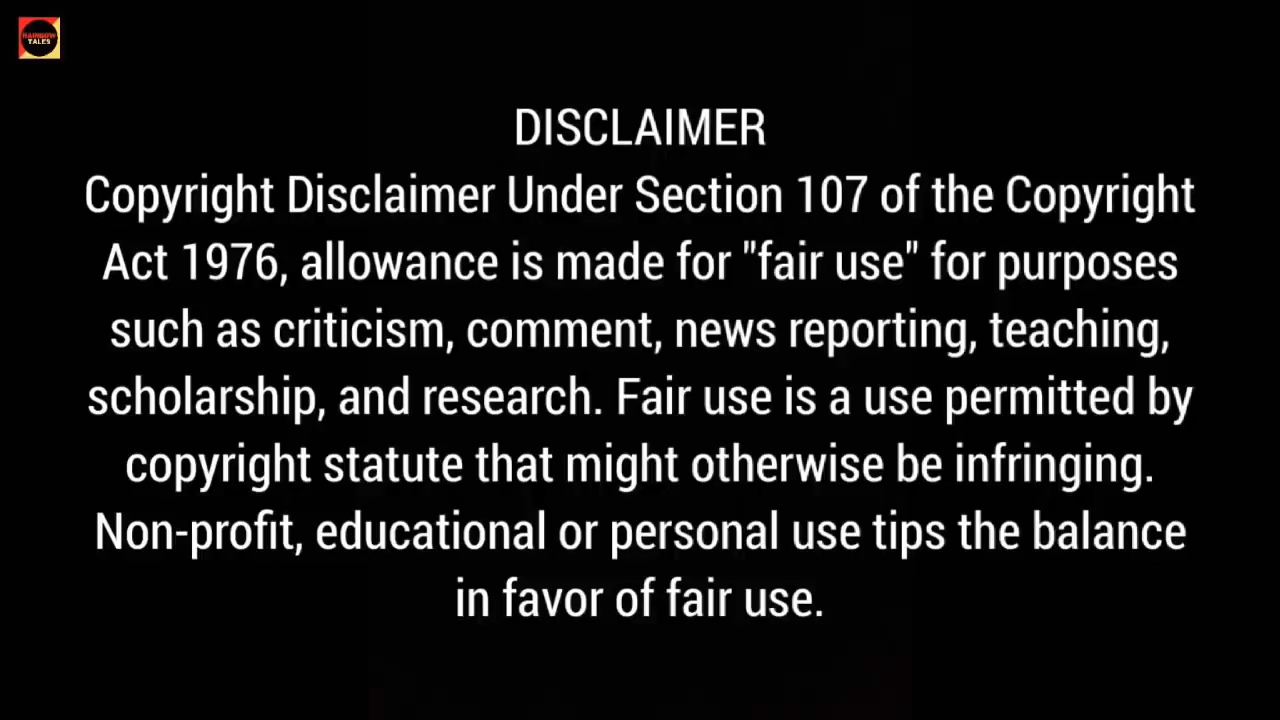 RAINBOW
TALES
DISCLAIMER
Copyright Disclaimer Under Section 107 of the Copyright
Act 1976, allowance is made for "fair use" for purposes
such as criticism, comment, news reporting, teaching,
scholarship, and research. Fair use is a use permitted by
copyright statute that might otherwise be infringing.
Non-profit, educational or personal use tips the balance
in favor of fair use.